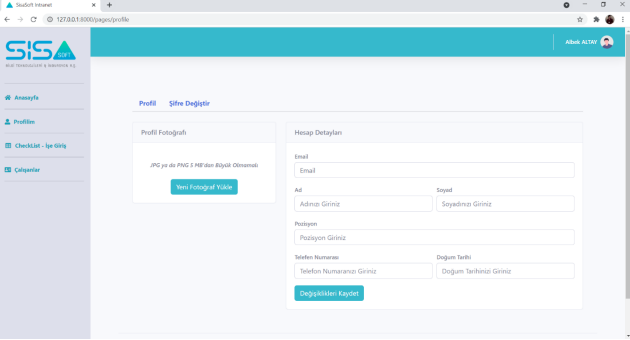 SisaSoft Intranet
127.0.0.1:8000/pages/profile
SiSA
SOFT
BİLGİ TEKNOLOJİLERİ & İNOVASYON A.Ş.
Albek ALTAY
Anasayfa
Profilim
CheckList - İşe Giriş
Çalışanlar
Profil
Şifre Değiştir
Profil Fotoğrafı
JPG ya da PNG 5 MB'dan Büyük Olmamalı
Yeni Fotoğraf Yükle
Hesap Detayları
Email
Email
Ad
Soyad
Adınızı Giriniz
Soyadınızı Giriniz
Pozisyon
Pozisyon Giriniz
Telefon Numarası
Doğum Tarihi
Telefon Numaranızı Giriniz
Doğum Tarihinizi Giriniz
Değişiklikleri Kaydet